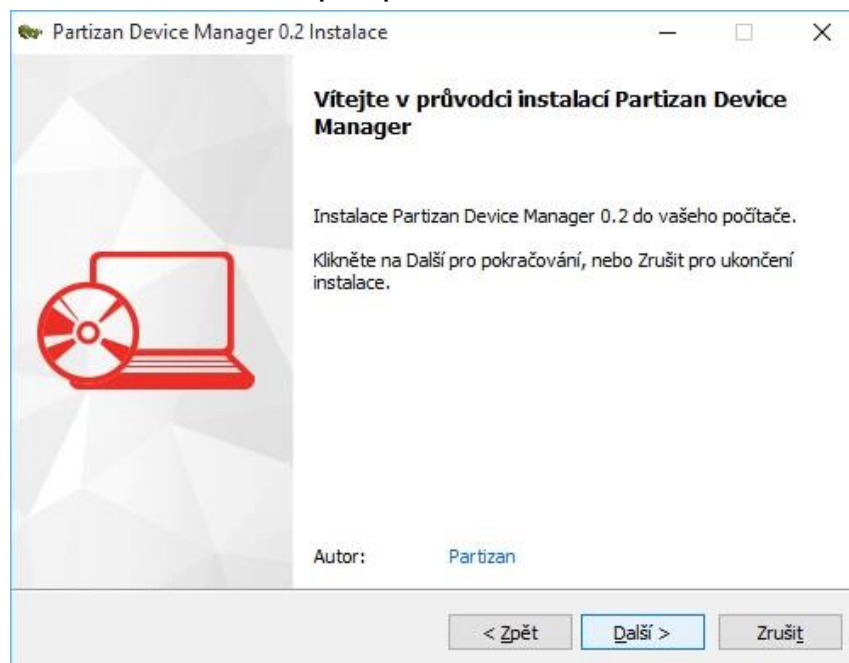 Partizan Device Manager 0.2 Instalace
Vítejte v průvodci instalací Partizan Device
Manager
Instalace Partizan Device Manager 0.2 do vašeho počítače.
Klikněte na Další pro pokračování, nebo Zrušit pro ukončení
instalace.
Autor: Partizan
< Zpět Další > Zrušit